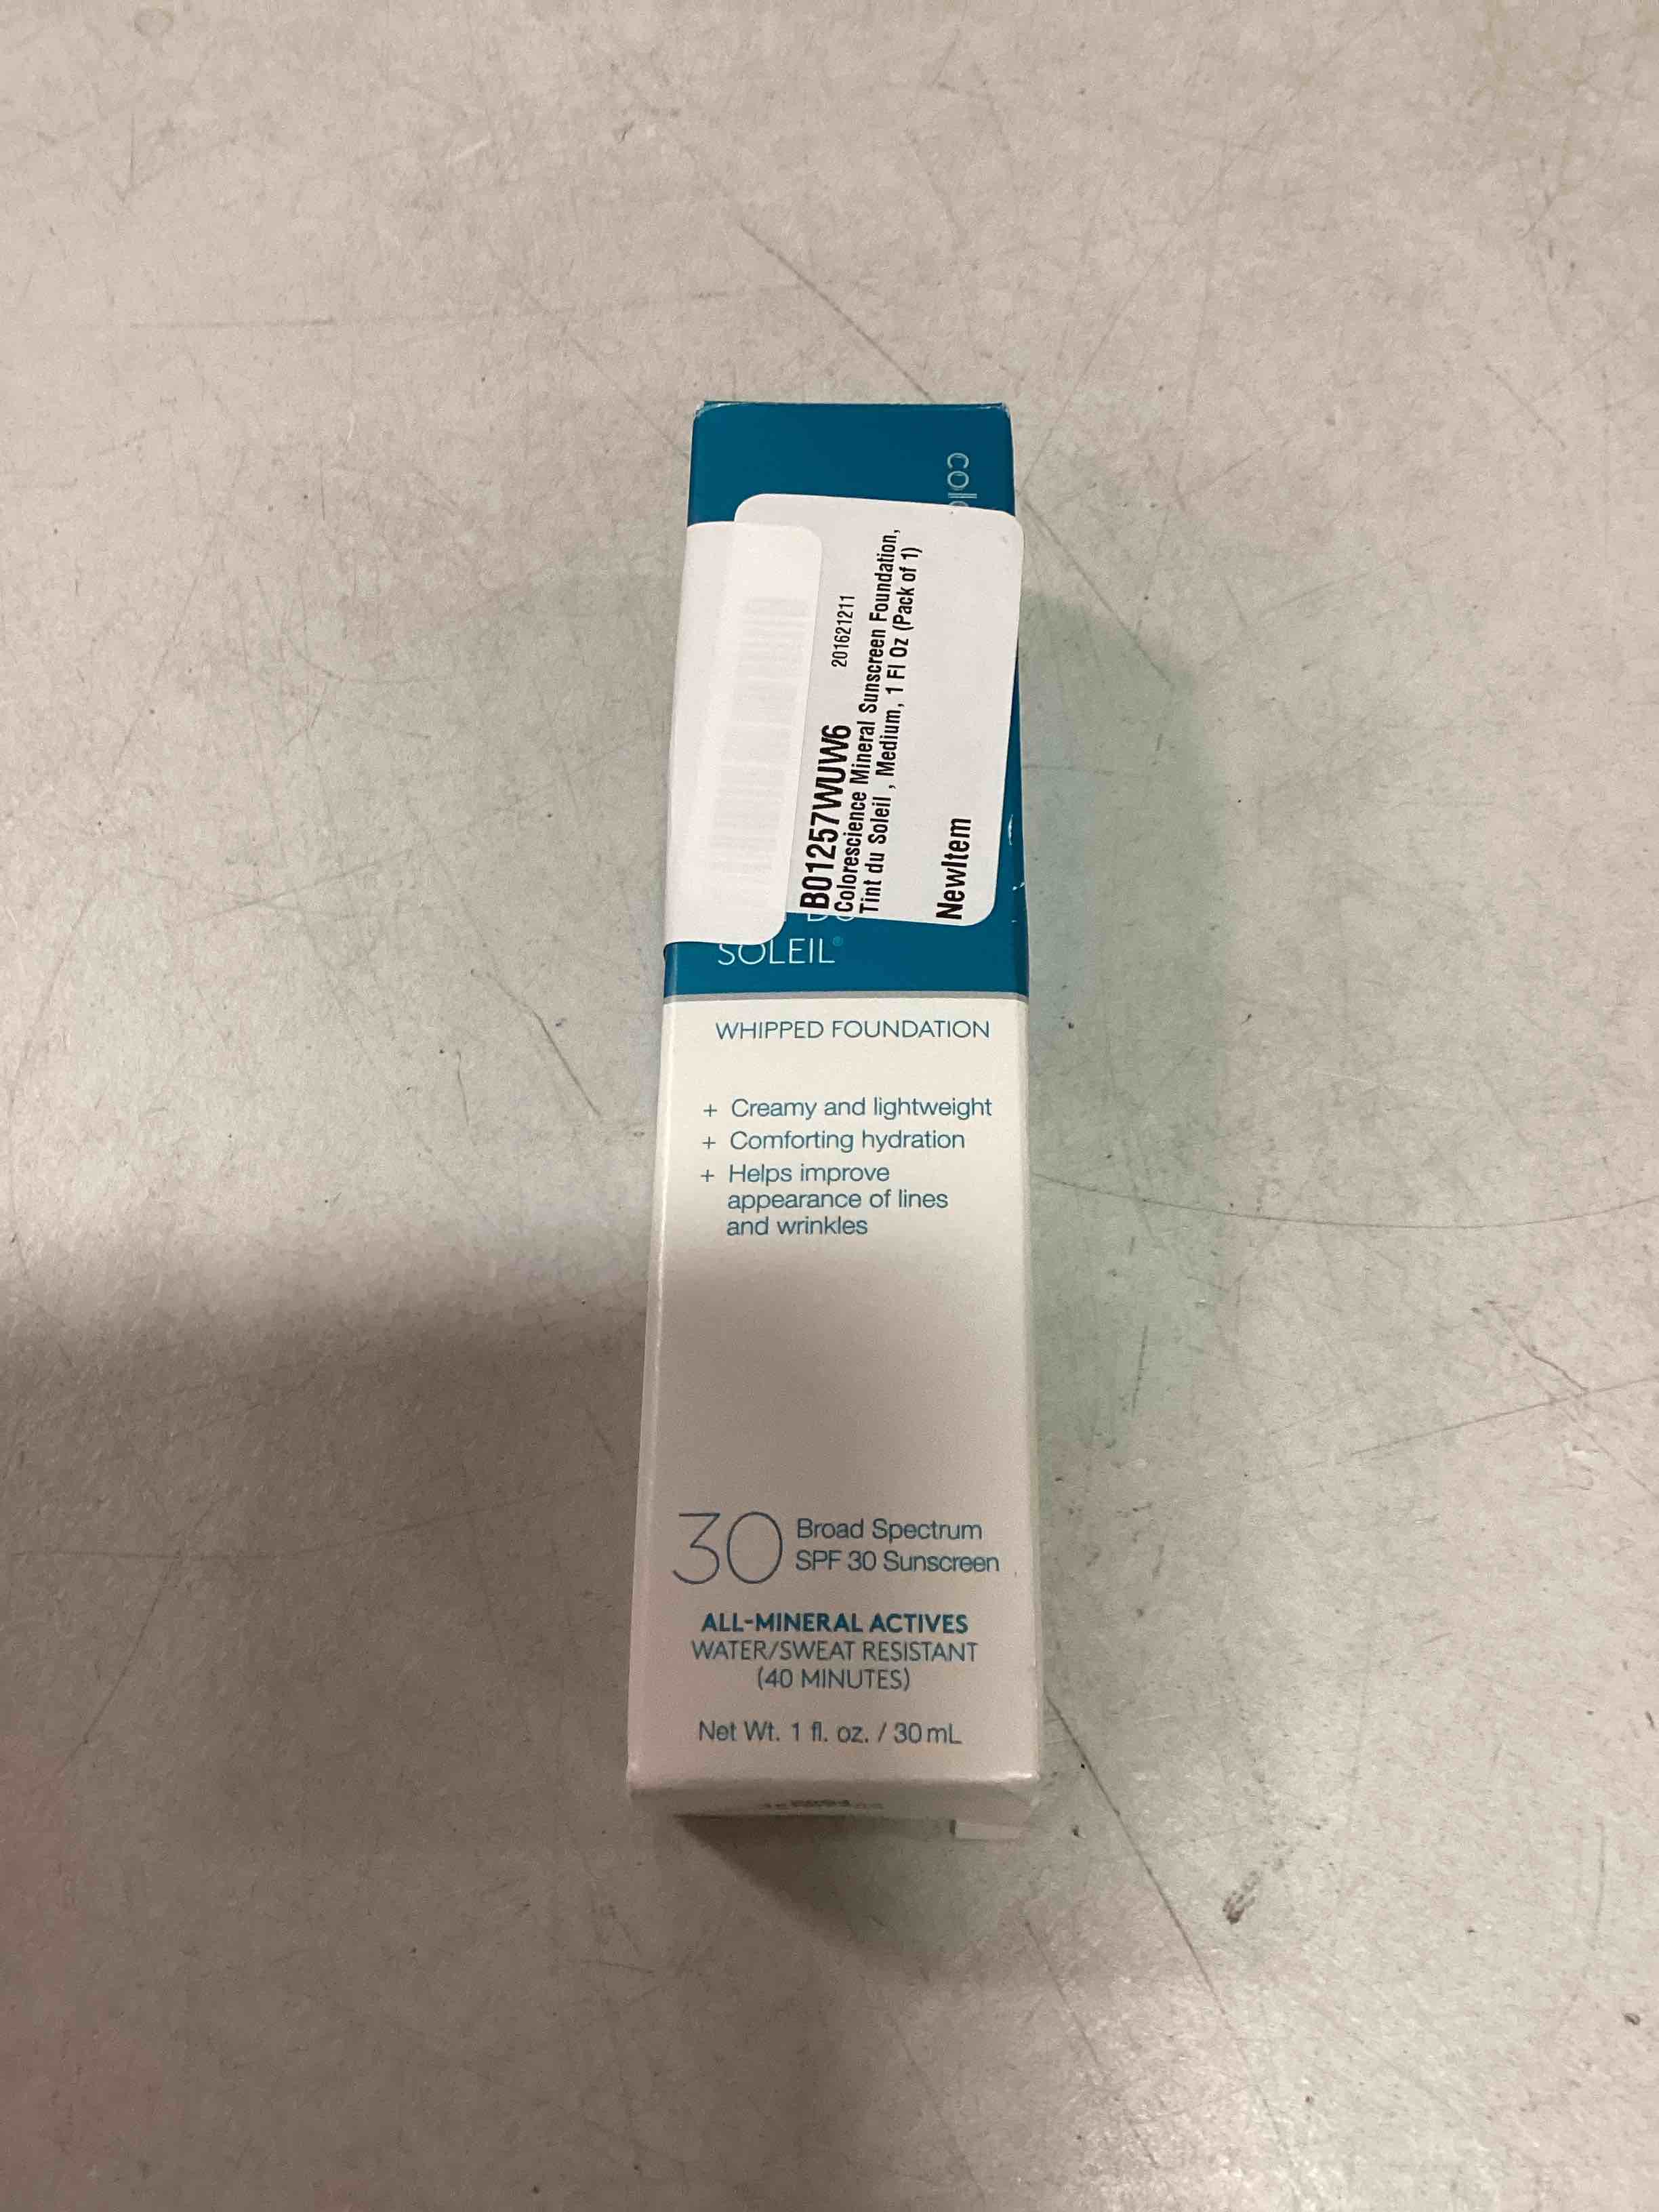 B01257WUW6
201621211
Colorescience Mineral Sunscreen Foundation,
Tint du Soleil , Medium, 1 Fl Oz (Pack of 1)
NewItem
SOLEIL®
WHIPPED FOUNDATION
+ Creamy and lightweight
+ Comforting hydration
+ Helps improve
appearance of lines
and wrinkles
30
Broad Spectrum
SPF 30 Sunscreen
ALL-MINERAL ACTIVES
WATER/SWEAT RESISTANT
(40 MINUTES)
Net Wt. 1 fl. oz. / 30 mL